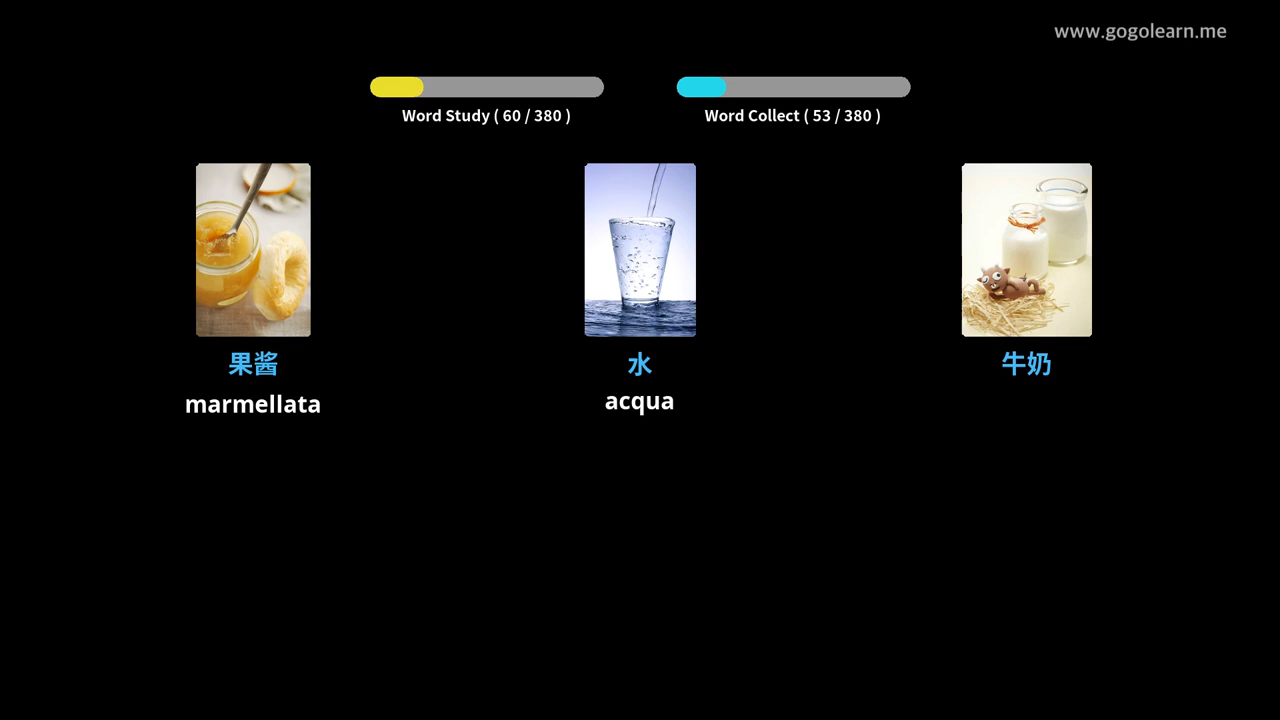 www.gogolearn.me
Word Study ( 60 / 380 )
Word Collect ( 53 / 380 )
果酱
水
牛奶
marmellata
acqua